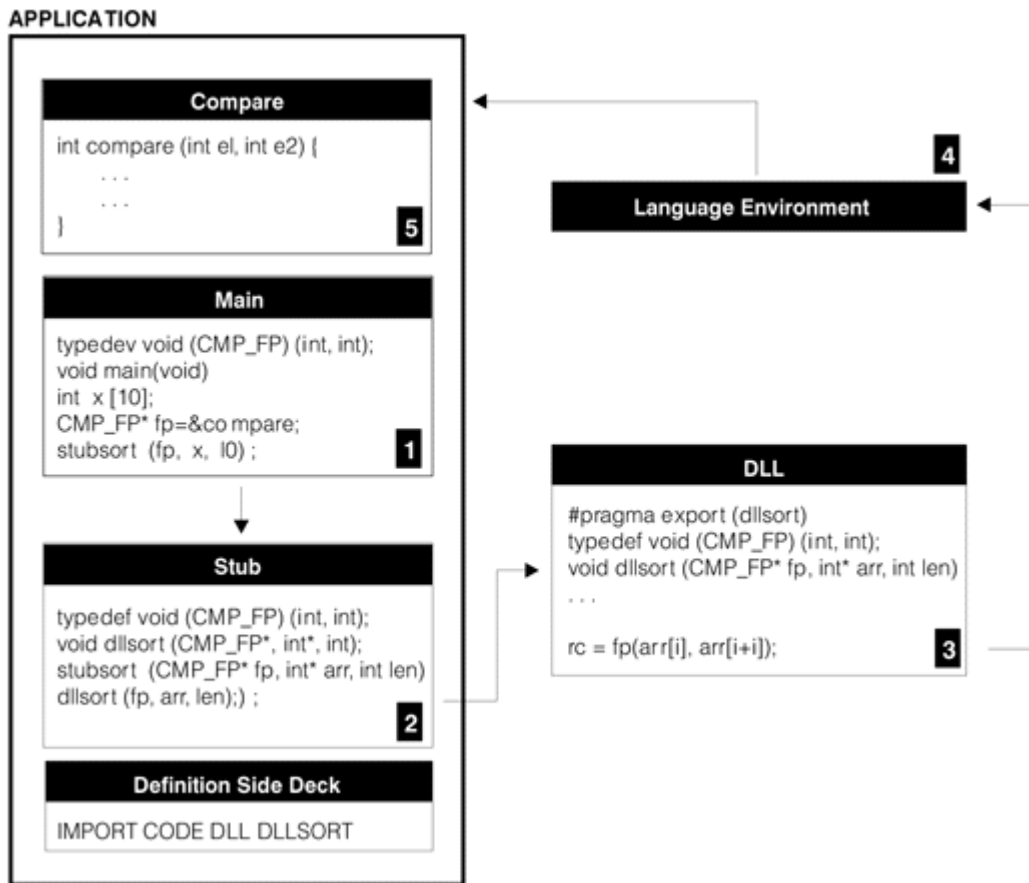 APPLICATION
Compare
int compare (int el, int e2) {
. . .
. . .
}
5
Main
typedev void (CMP_FP) (int, int);
void main(void)
int x [10];
CMP_FP* fp=&co mpare;
stubsort (fp, x, l0) ;
1
Stub
typedef void (CMP_FP) (int, int);
void dllsort (CMP_FP*, int*, int);
stubsort (CMP_FP* fp, int* arr, int len)
dllsort (fp, arr, len);) ;
2
Definition Side Deck
IMPORT CODE DLL DLLSORT
4
Language Environment
DLL
#pragma export (dllsort)
typedef void (CMP_FP) (int, int);
void dllsort (CMP_FP* fp, int* arr, int len)
. . .
rc = fp(arr[i], arr[i+i]);
3